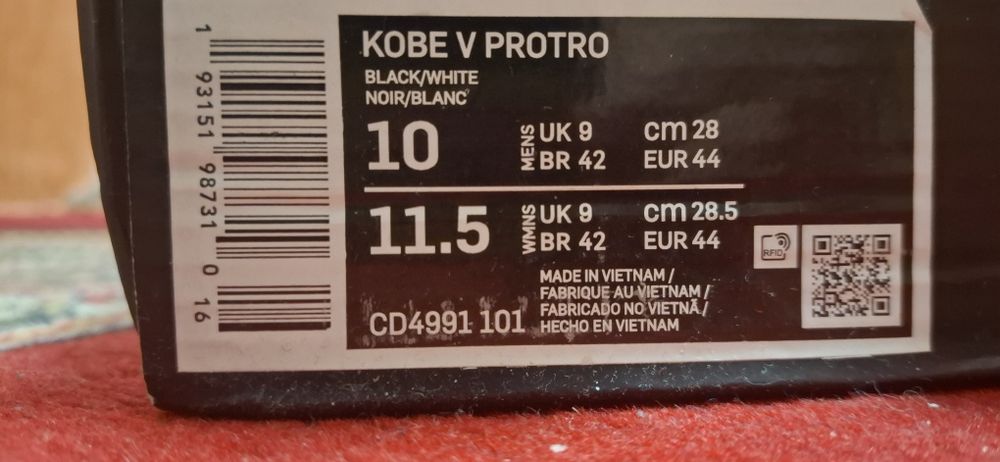 KOBE V PROTRO
BLACK/WHITE
NOIR/BLANC
10 MENS UK 9 cm 28
BR 42 EUR 44
11.5 WMNS UK 9 cm 28.5
BR 42 EUR 44
RFID
MADE IN VIETNAM /
FABRIQUE AU VIETNAM /
FABRICADO NO VIETNÃ /
HECHO EN VIETNAM
CD4991 101
1 93151 98731 0 16